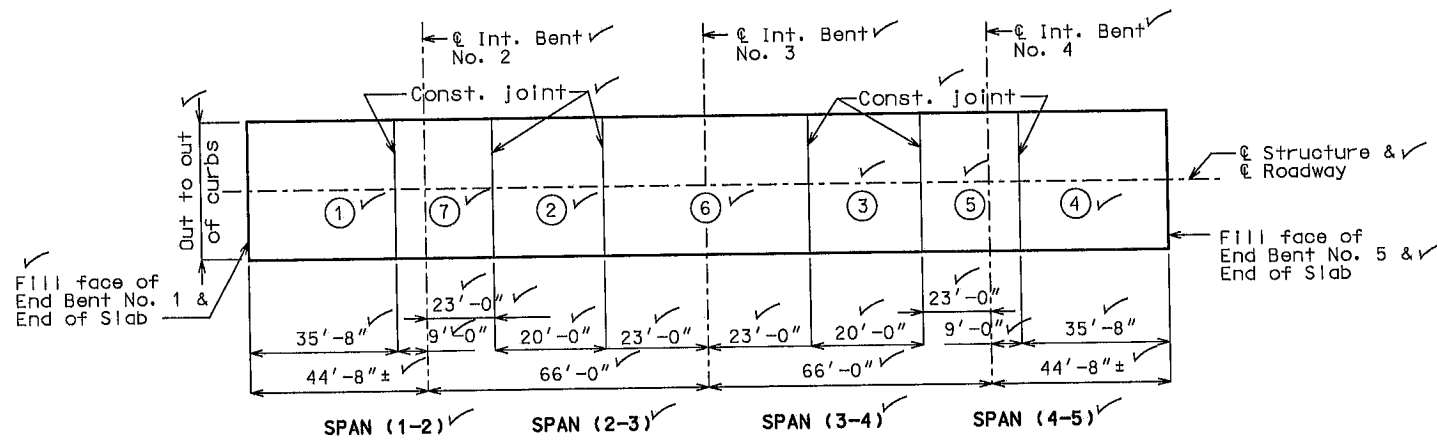 ℄ Int. Bent
No. 2
℄ Int. Bent
No. 3
℄ Int. Bent
No. 4
Const. joint
Const. joint
Out to out
of curbs
℄ Structure &
℄ Roadway
1
7
2
6
3
5
4
Fill face of
End Bent No. 1 &
End of Slab
Fill face of
End Bent No. 5 &
End of Slab
23'-0"
23'-0"
35'-8"
9'-0"
20'-0"
23'-0"
23'-0"
20'-0"
9'-0"
35'-8"
44'-8"±
66'-0"
66'-0"
44'-8"±
SPAN (1-2)
SPAN (2-3)
SPAN (3-4)
SPAN (4-5)